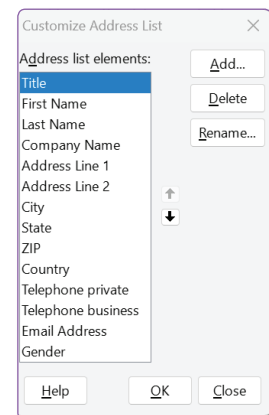 Customize Address List
Address list elements:
Title
First Name
Last Name
Company Name
Address Line 1
Address Line 2
City
State
ZIP
Country
Telephone private
Telephone business
Email Address
Gender
Add...
Delete
Rename...
Help
OK
Close